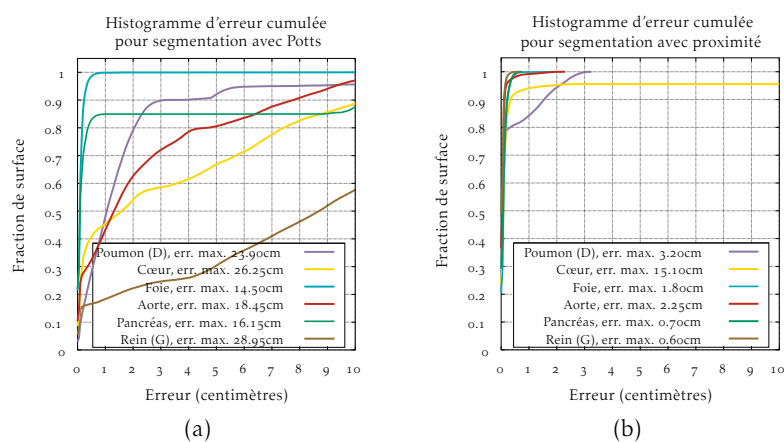 Histogramme d'erreur cumulée
pour segmentation avec Potts
Fraction de surface
1
0.9
0.8
0.7
0.6
0.5
0.4
0.3
0.2
0.1
0
Poumon (D), err. max. 23.90cm
Cœur, err. max. 26.25cm
Foie, err. max. 14.50cm
Aorte, err. max. 18.45cm
Pancréas, err. max. 16.15cm
Rein (G), err. max. 28.95cm
0 1 2 3 4 5 6 7 8 9 10
Erreur (centimètres)
(a)
Histogramme d'erreur cumulée
pour segmentation avec proximité
Fraction de surface
1
0.9
0.8
0.7
0.6
0.5
0.4
0.3
0.2
0.1
0
Poumon (D), err. max. 3.20cm
Cœur, err. max. 15.10cm
Foie, err. max. 1.80cm
Aorte, err. max. 2.25cm
Pancréas, err. max. 0.70cm
Rein (G), err. max. 0.60cm
0 1 2 3 4 5 6 7 8 9 10
Erreur (centimètres)
(b)